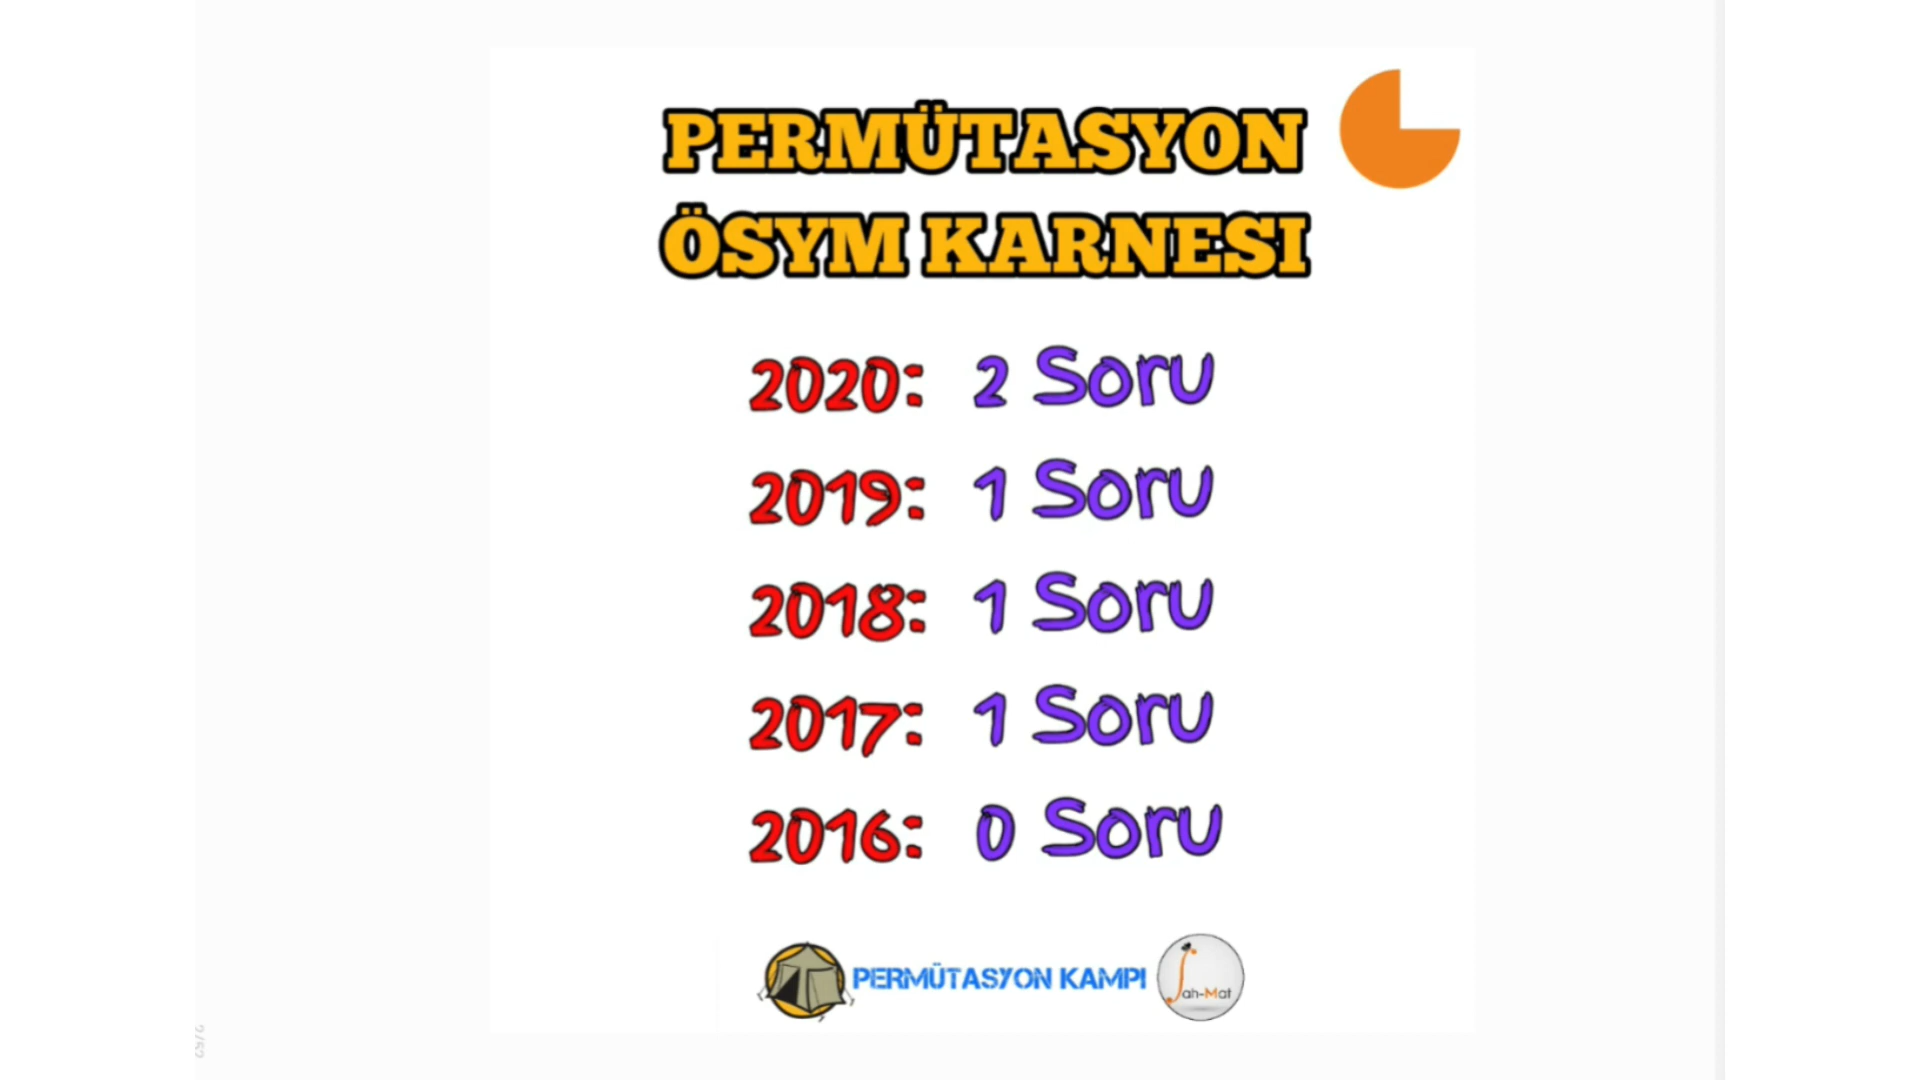 PERMÜTASYON
ÖSYM KARNESI
2020: 2 Soru
2019: 1 Soru
2018: 1 Soru
2017: 1 Soru
2016: 0 Soru
PERMÜTASYON KAMPI
ah-Mat